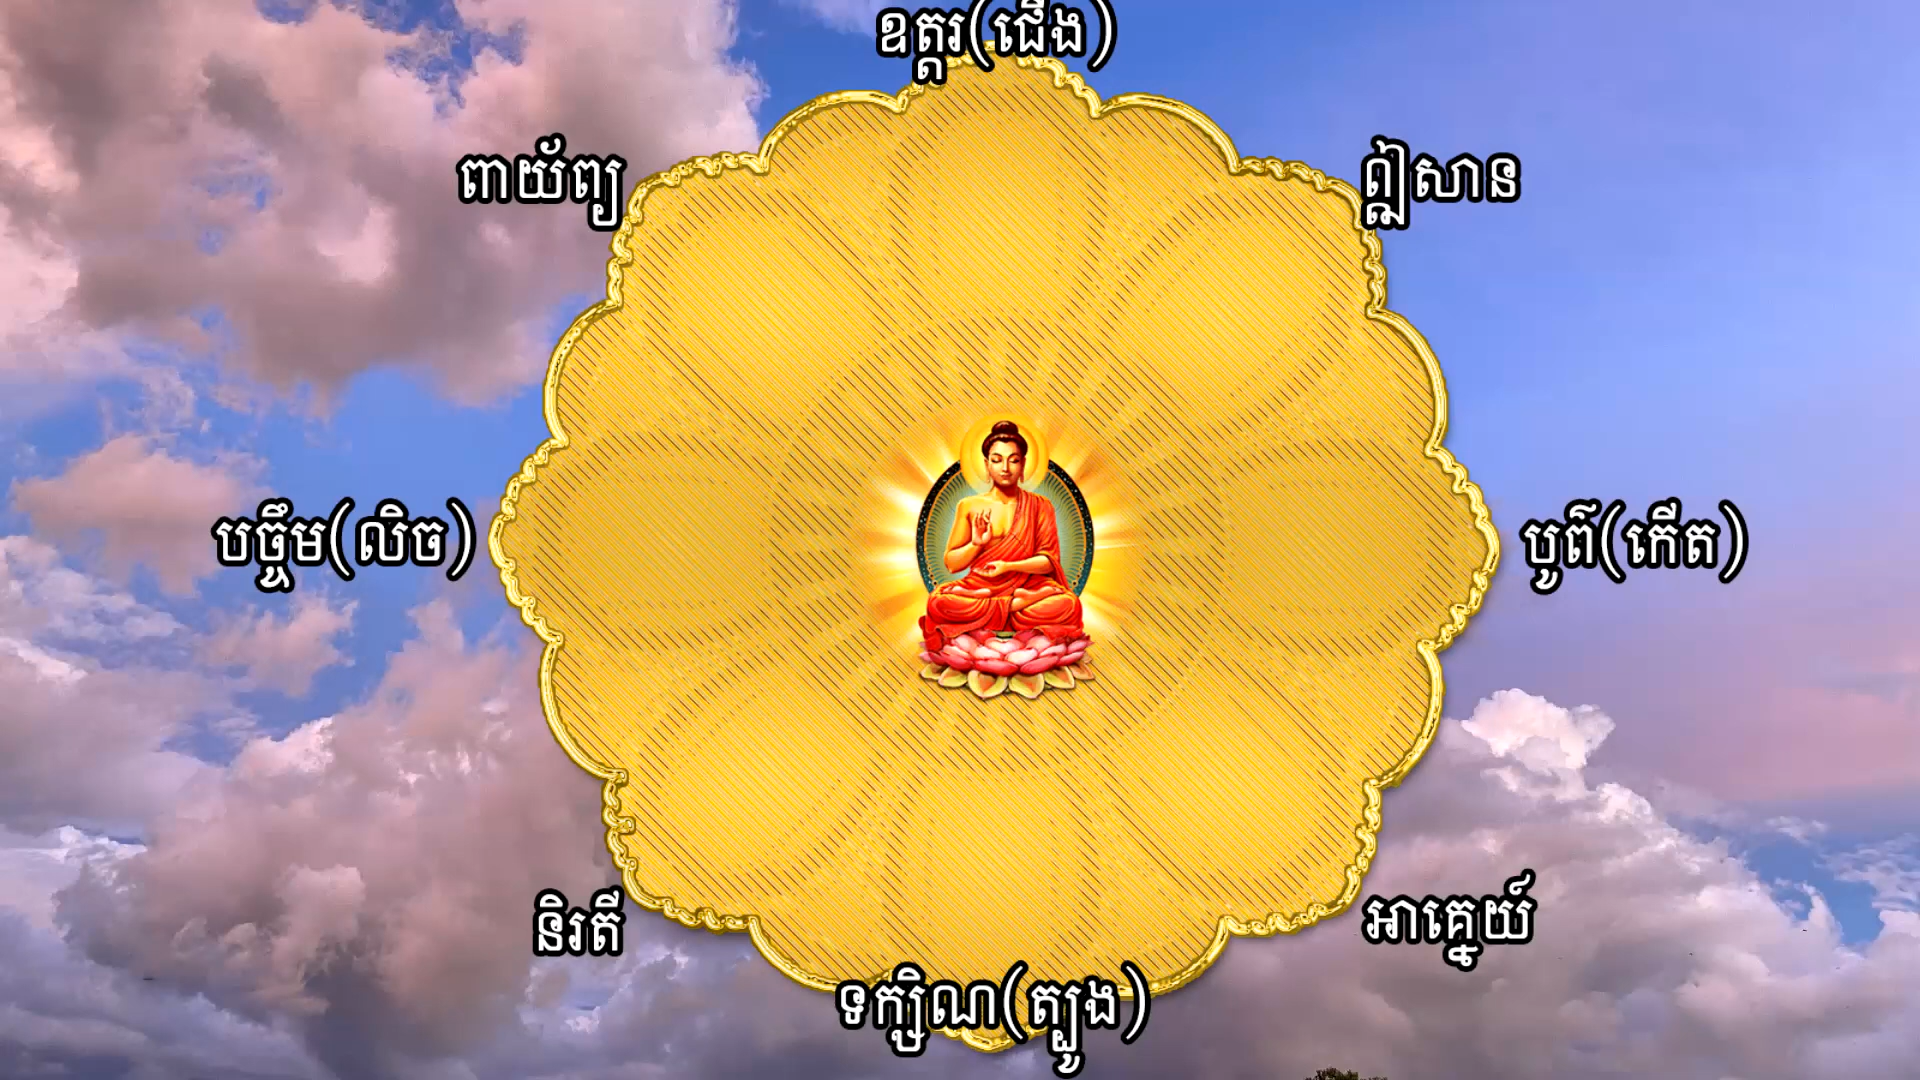 ឧត្តរ(ជើង)
ពាយ័ព្យ
ឦសាន
បច្ចឹម(លិច)
បូព៌(កើត)
និរតី
អាគ្នេយ៍
ទក្សិណ(ត្បូង)